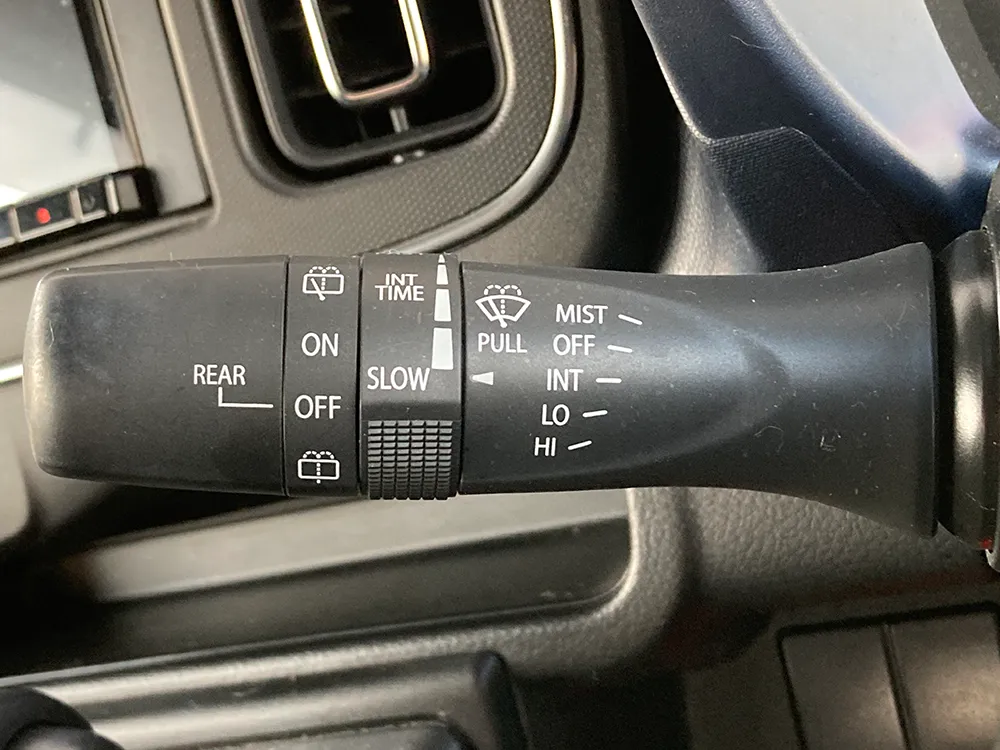 REAR
ON
OFF
INT
TIME
SLOW
PULL
MIST
OFF
INT
LO
HI